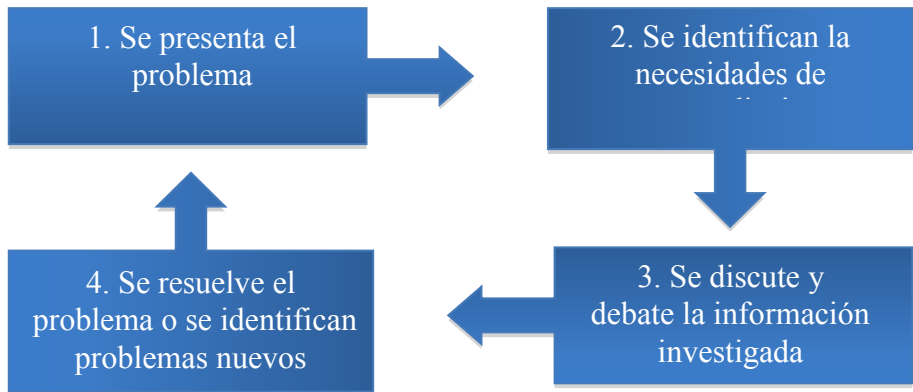 1. Se presenta el
problema
2. Se identifican la
necesidades de
3. Se discute y
debate la información
investigada
4. Se resuelve el
problema o se identifican
problemas nuevos